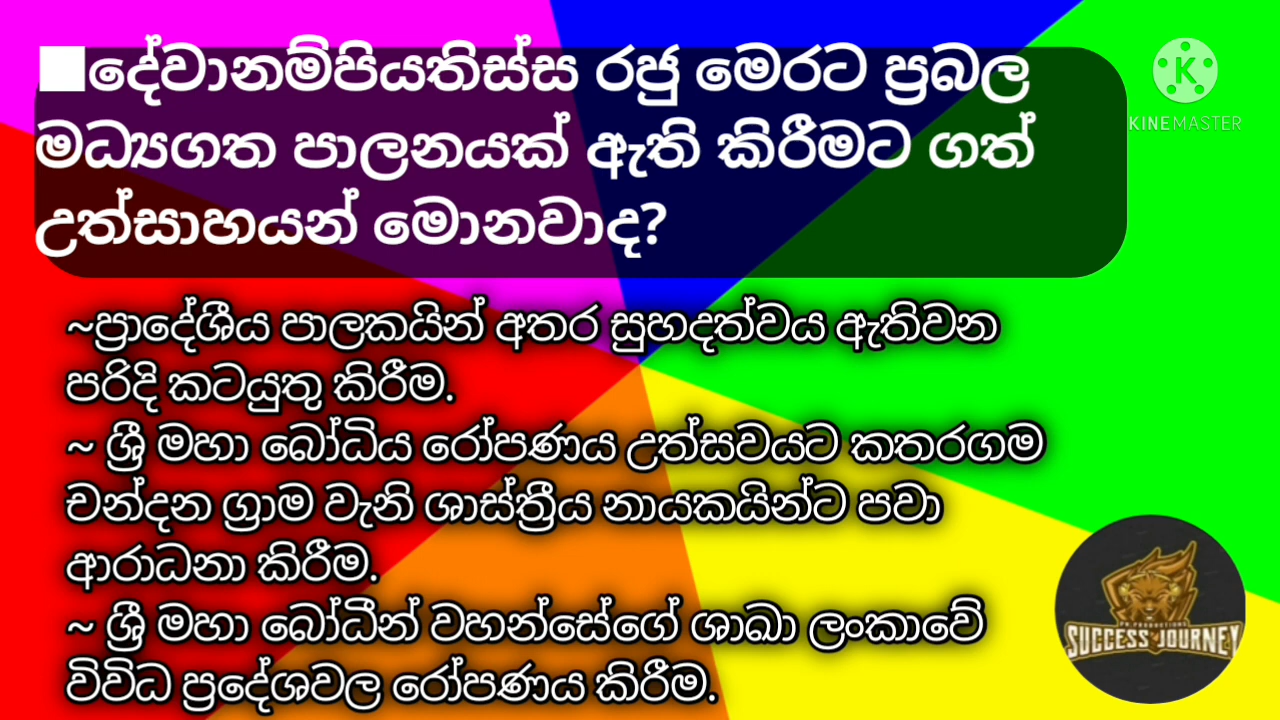 ■දේවානම්පියතිස්ස රජු මෙරට ප්‍රබල
මධ්‍යගත පාලනයක් ඇති කිරීමට ගත්
උත්සාහයන් මොනවාද?
~ප්‍රාදේශීය පාලකයින් අතර සුහදත්වය ඇතිවන
පරිදි කටයුතු කිරීම.
~ ශ්‍රී මහා බෝධිය රෝපණය උත්සවයට කතරගම
චන්දන ග්‍රාම වැනි ශාස්ත්‍රීය නායකයින්ට පවා
ආරාධනා කිරීම.
~ ශ්‍රී මහා බෝධීන් වහන්සේගේ ශාඛා ලංකාවේ
විවිධ ප්‍රදේශවල රෝපණය කිරීම.
K
KINEMASTER
SUCCESS JOURNEY